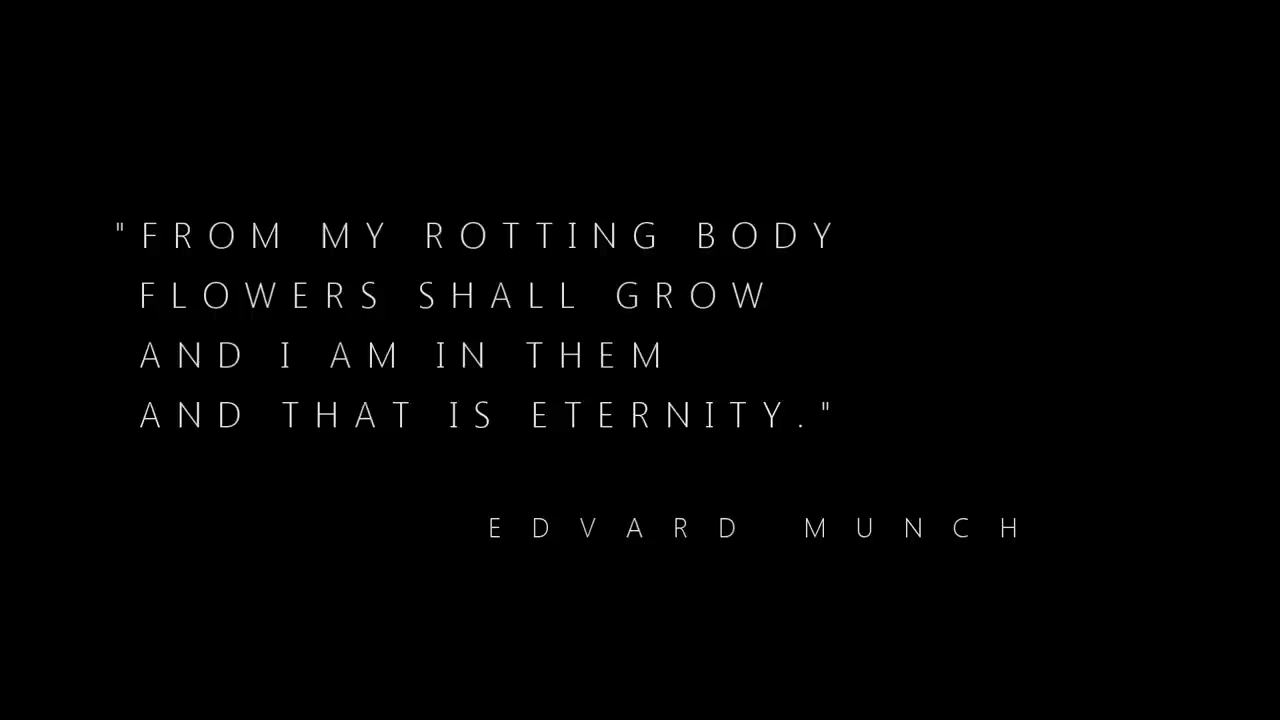 "FROM MY ROTTING BODY
FLOWERS SHALL GROW
AND I AM IN THEM
AND THAT IS ETERNITY."
EDVARD MUNCH